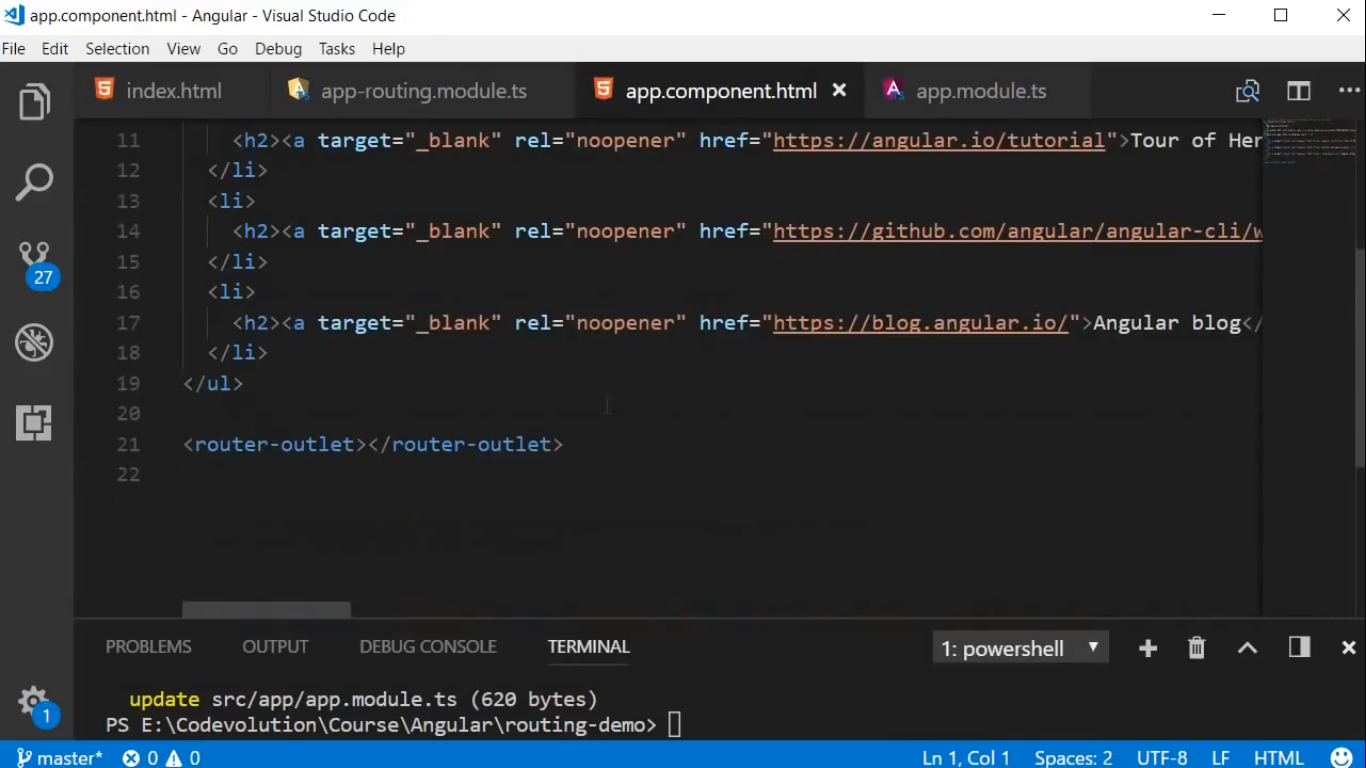 app.component.html - Angular - Visual Studio Code
File Edit Selection View Go Debug Tasks Help
index.html app-routing.module.ts app.component.html app.module.ts
11 <h2><a target="_blank" rel="noopener" href="https://angular.io/tutorial">Tour of Her
12 </li>
13 <li>
14 <h2><a target="_blank" rel="noopener" href="https://github.com/angular/angular-cli/w
15 </li>
16 <li>
17 <h2><a target="_blank" rel="noopener" href="https://blog.angular.io/">Angular blog</
18 </li>
19 </ul>
20
21 <router-outlet></router-outlet>
22
27
PROBLEMS OUTPUT DEBUG CONSOLE TERMINAL 1: powershell
update src/app/app.module.ts (620 bytes)
PS E:\Codevolution\Course\Angular\routing-demo>
1
master* 0 0 Ln 1, Col 1 Spaces: 2 UTF-8 LF HTML